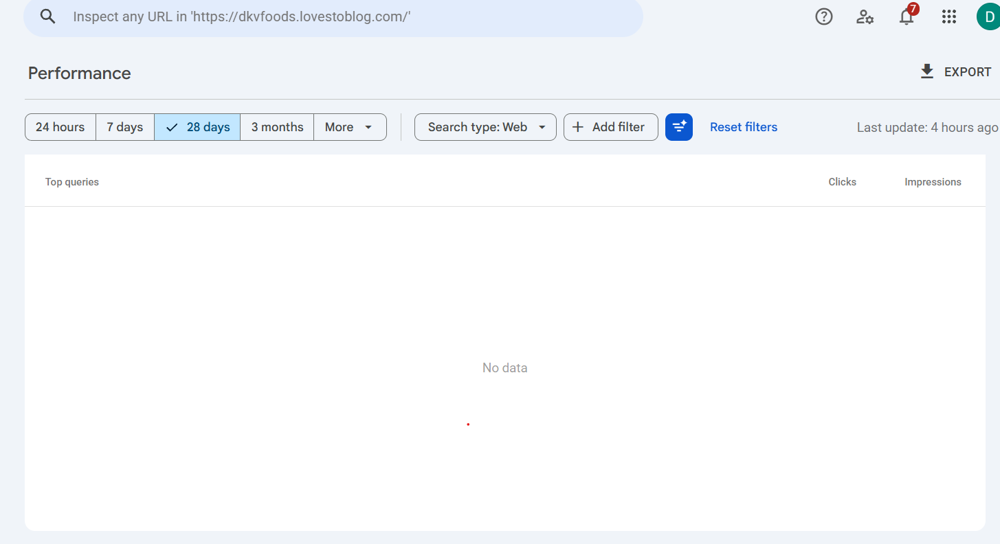 Inspect any URL in 'https://dkvfoods.lovestoblog.com/'
7
D
Performance
EXPORT
24 hours
7 days
28 days
3 months
More
Search type: Web
Add filter
Reset filters
Last update: 4 hours ago
Top queries
Clicks
Impressions
No data